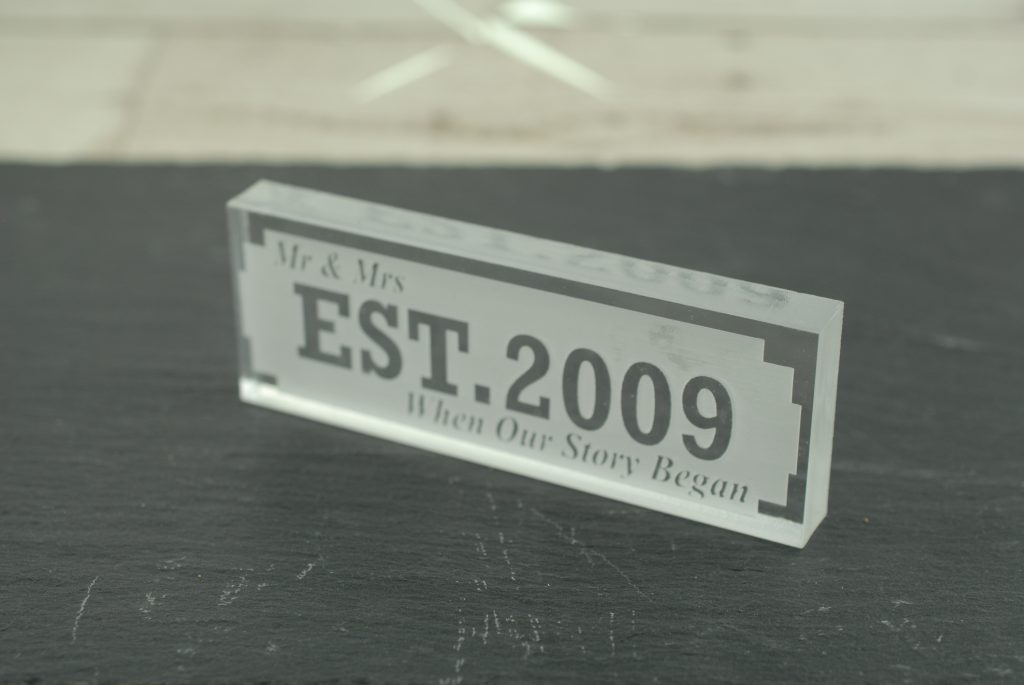 Mr & Mrs
EST.2009
When Our Story Began